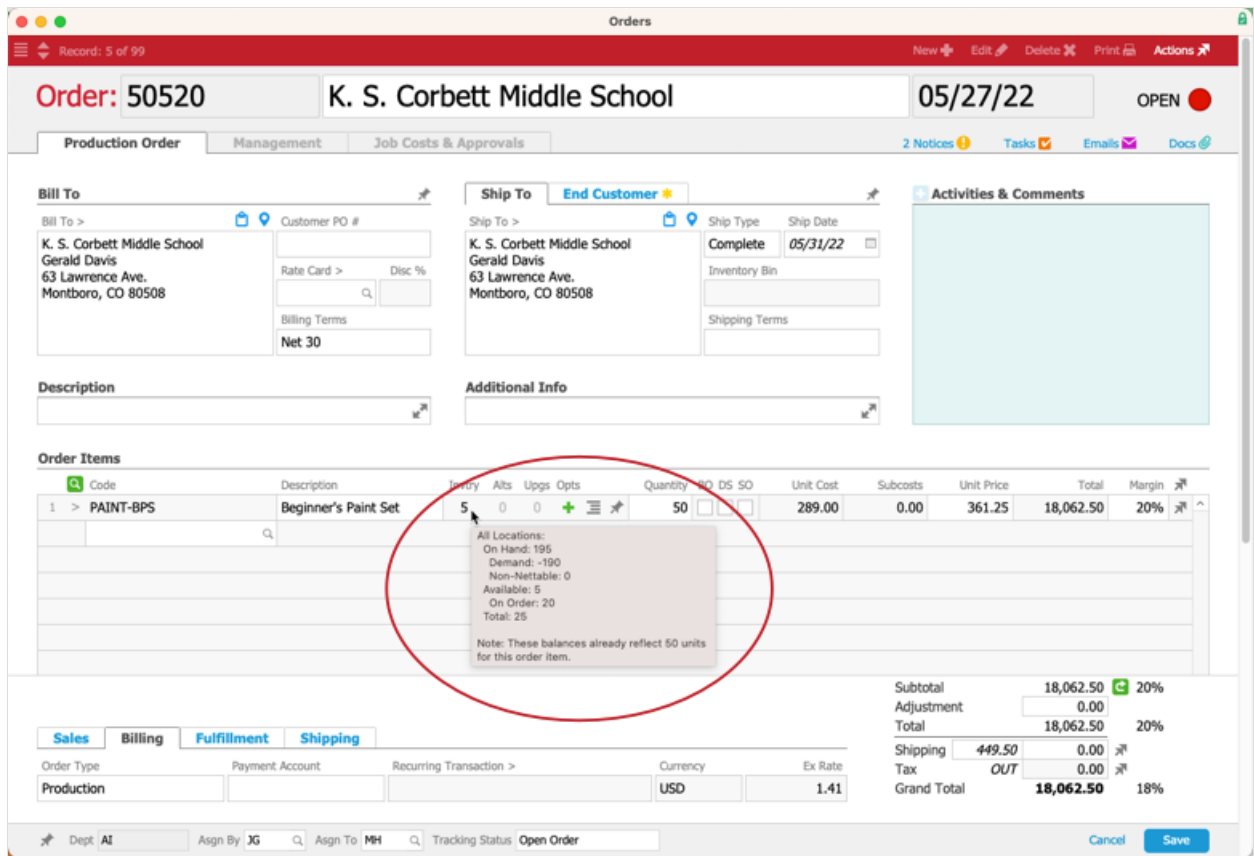 Orders
Record: 5 of 99 New Edit Delete Print Actions
Order: 50520 K. S. Corbett Middle School 05/27/22 OPEN
Production Order Management Job Costs & Approvals 2 Notices Tasks Emails Docs
Bill To Ship To End Customer Activities & Comments
Bill To > Customer PO # Ship To > Ship Type Ship Date
K. S. Corbett Middle School K. S. Corbett Middle School Complete 05/31/22
Gerald Davis Gerald Davis
63 Lawrence Ave. Rate Card > Disc % 63 Lawrence Ave. Inventory Bin
Montboro, CO 80508 Montboro, CO 80508
Billing Terms Shipping Terms
Net 30
Description Additional Info
Order Items
Code Description Invtry Alts Upgs Opts Quantity BO DS SO Unit Cost Subcosts Unit Price Total Margin
1 > PAINT-BPS Beginner's Paint Set 5 0 0 50 289.00 0.00 361.25 18,062.50 20%
All Locations:
On Hand: 195
Demand: -190
Non-Nettable: 0
Available: 5
On Order: 20
Total: 25
Note: These balances already reflect 50 units
for this order item.
Subtotal 18,062.50 20%
Adjustment 0.00
Total 18,062.50 20%
Sales Billing Fulfillment Shipping
Shipping 449.50 0.00
Order Type Payment Account Recurring Transaction > Currency Ex Rate
Tax OUT 0.00
Production USD 1.41
Grand Total 18,062.50 18%
Dept AI Asgn By JG Asgn To MH Tracking Status Open Order Cancel Save